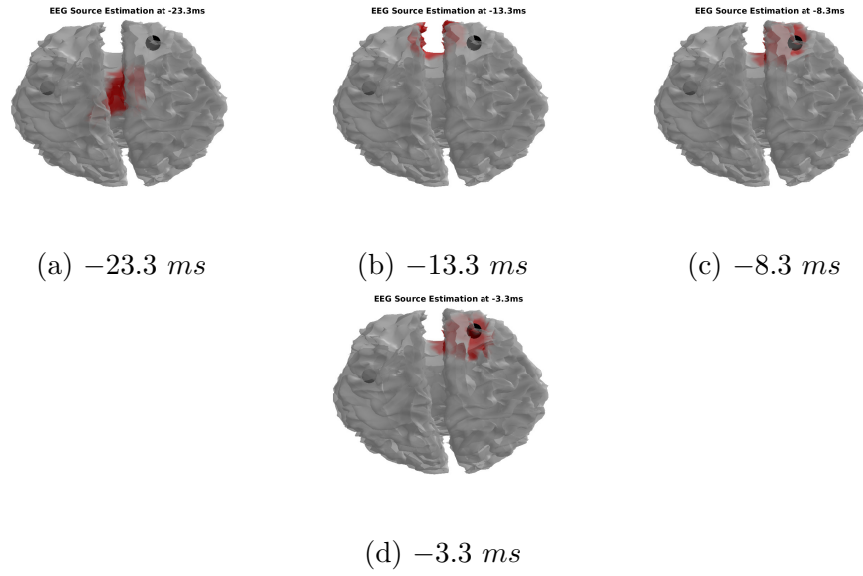 EEG Source Estimation at -23.3ms
EEG Source Estimation at -13.3ms
EEG Source Estimation at -8.3ms
(a) −23.3 ms
(b) −13.3 ms
(c) −8.3 ms
EEG Source Estimation at -3.3ms
(d) −3.3 ms